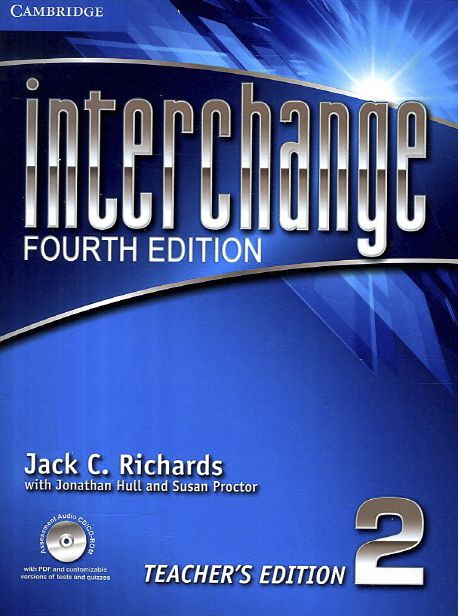 CAMBRIDGE
interchange
FOURTH EDITION
Jack C. Richards
with Jonathan Hull and Susan Proctor
Assessment Audio CD/CD-ROM
with PDF and customizable
versions of tests and quizzes
TEACHER'S EDITION 2